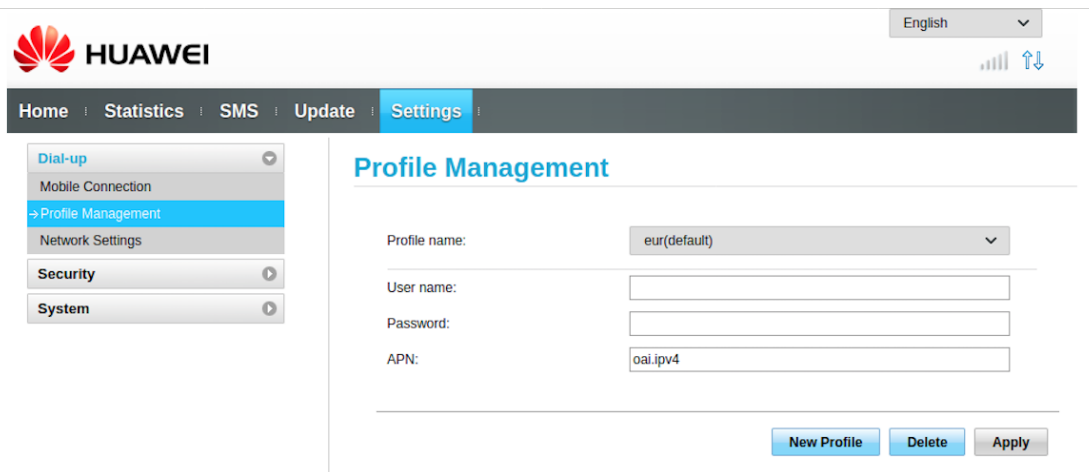 English
HUAWEI
Home
Statistics
SMS
Update
Settings
Dial-up
Mobile Connection
Profile Management
Network Settings
Security
System
Profile Management
Profile name:
eur(default)
User name:
Password:
APN:
oai.ipv4
New Profile
Delete
Apply